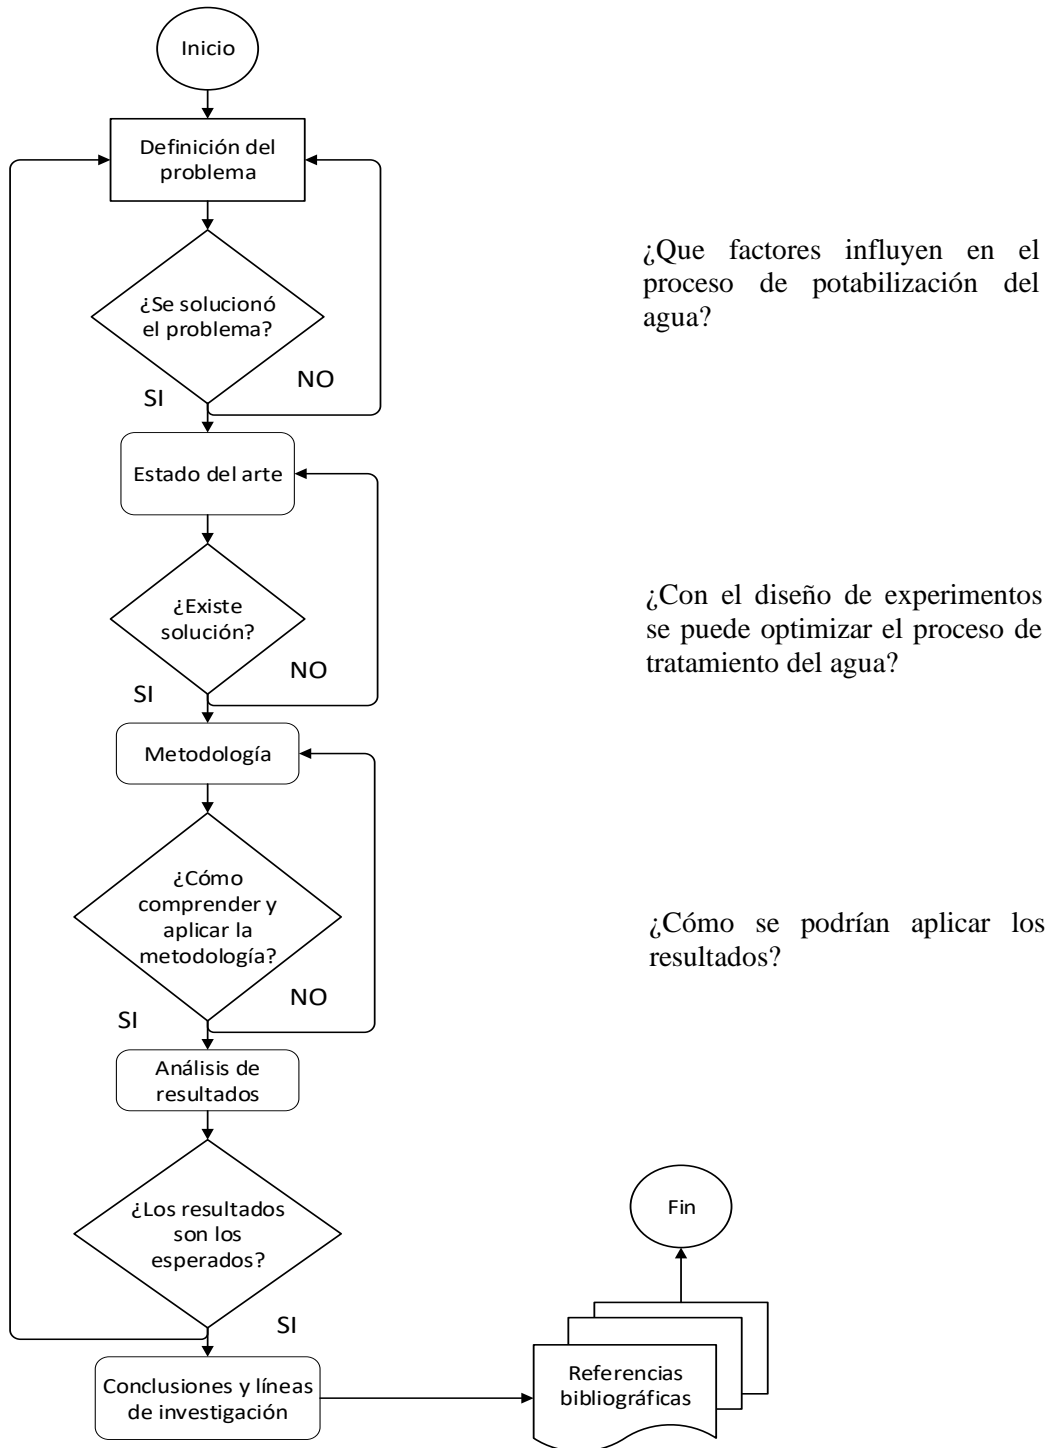 Inicio
Definición del
problema
¿Que factores influyen en el
proceso de potabilización del
agua?
¿Se solucionó
el problema?
NO
SI
Estado del arte
¿Con el diseño de experimentos
se puede optimizar el proceso de
tratamiento del agua?
¿Existe
solución?
NO
SI
Metodología
¿Cómo
comprender y
aplicar la
metodología?
¿Cómo se podrían aplicar los
resultados?
NO
SI
Análisis de
resultados
¿Los resultados
son los
esperados?
SI
Conclusiones y líneas
de investigación
Referencias
bibliográficas
Fin